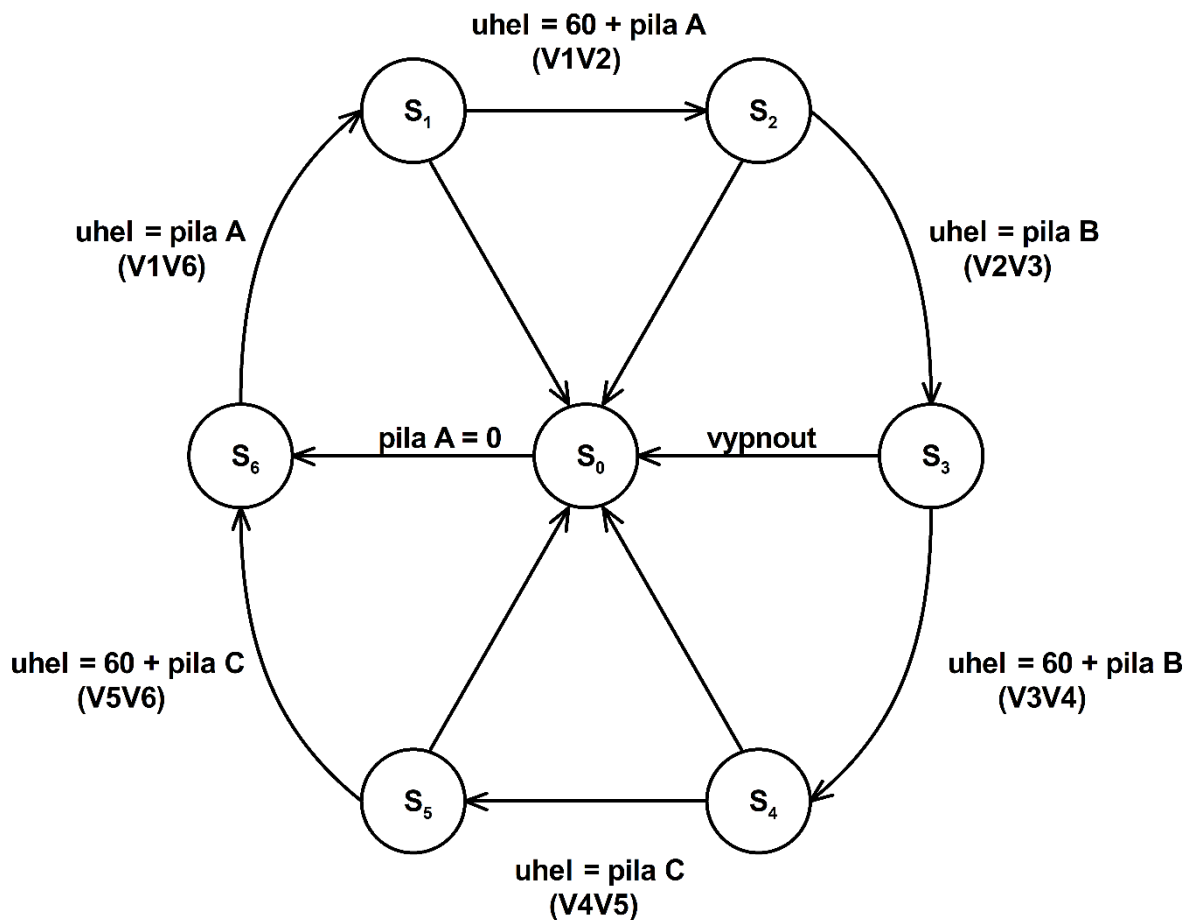 uhel = 60 + pila A
(V1V2)
S₁
S₂
uhel = pila A
(V1V6)
uhel = pila B
(V2V3)
S₆
pila A = 0
S₀
vypnout
S₃
uhel = 60 + pila C
(V5V6)
uhel = 60 + pila B
(V3V4)
S₅
S₄
uhel = pila C
(V4V5)